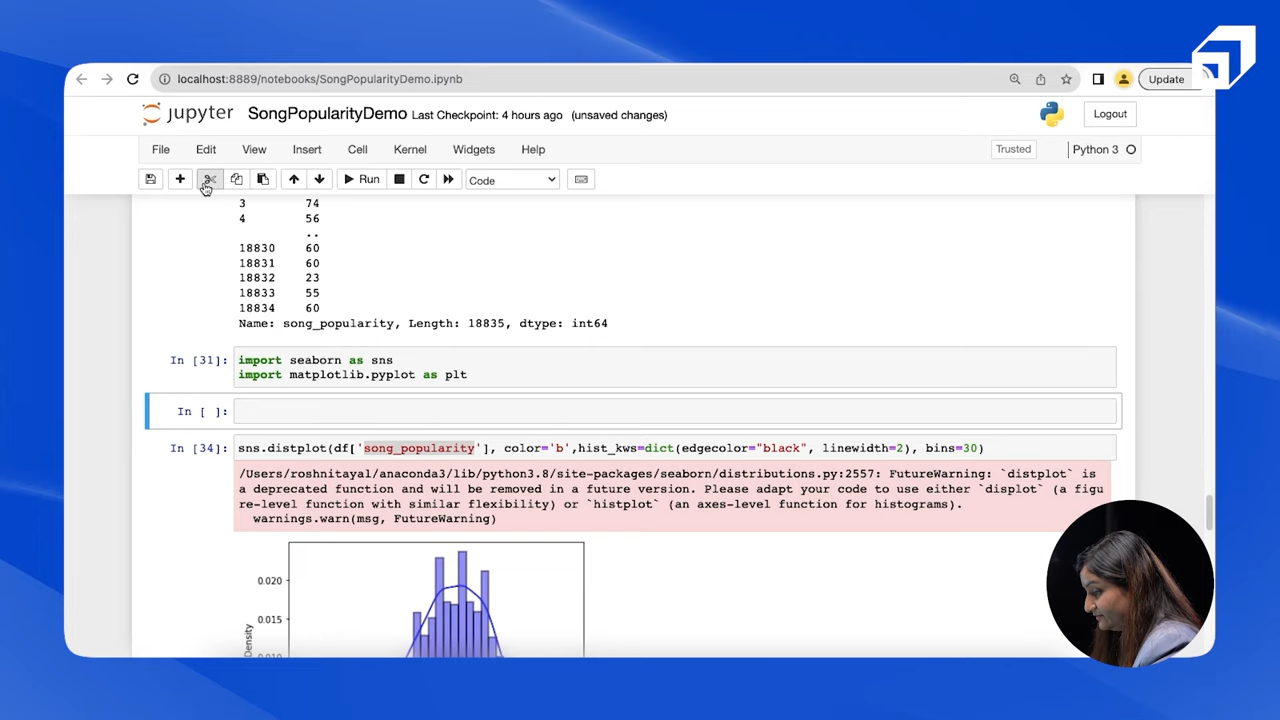 localhost:8889/notebooks/SongPopularityDemo.ipynb
Update
jupyter SongPopularityDemo Last Checkpoint: 4 hours ago (unsaved changes)
Logout
File Edit View Insert Cell Kernel Widgets Help
Trusted
Python 3
Run
Code
3 74
4 56
..
18830 60
18831 60
18832 23
18833 55
18834 60
Name: song_popularity, Length: 18835, dtype: int64
In [31]: import seaborn as sns
import matplotlib.pyplot as plt
In [ ]:
In [34]: sns.distplot(df['song_popularity'], color='b',hist_kws=dict(edgecolor="black", linewidth=2), bins=30)
/Users/roshnitayal/anaconda3/lib/python3.8/site-packages/seaborn/distributions.py:2557: FutureWarning: `distplot` is
a deprecated function and will be removed in a future version. Please adapt your code to use either `displot` (a figu
re-level function with similar flexibility) or `histplot` (an axes-level function for histograms).
warnings.warn(msg, FutureWarning)
0.020
0.015
Density